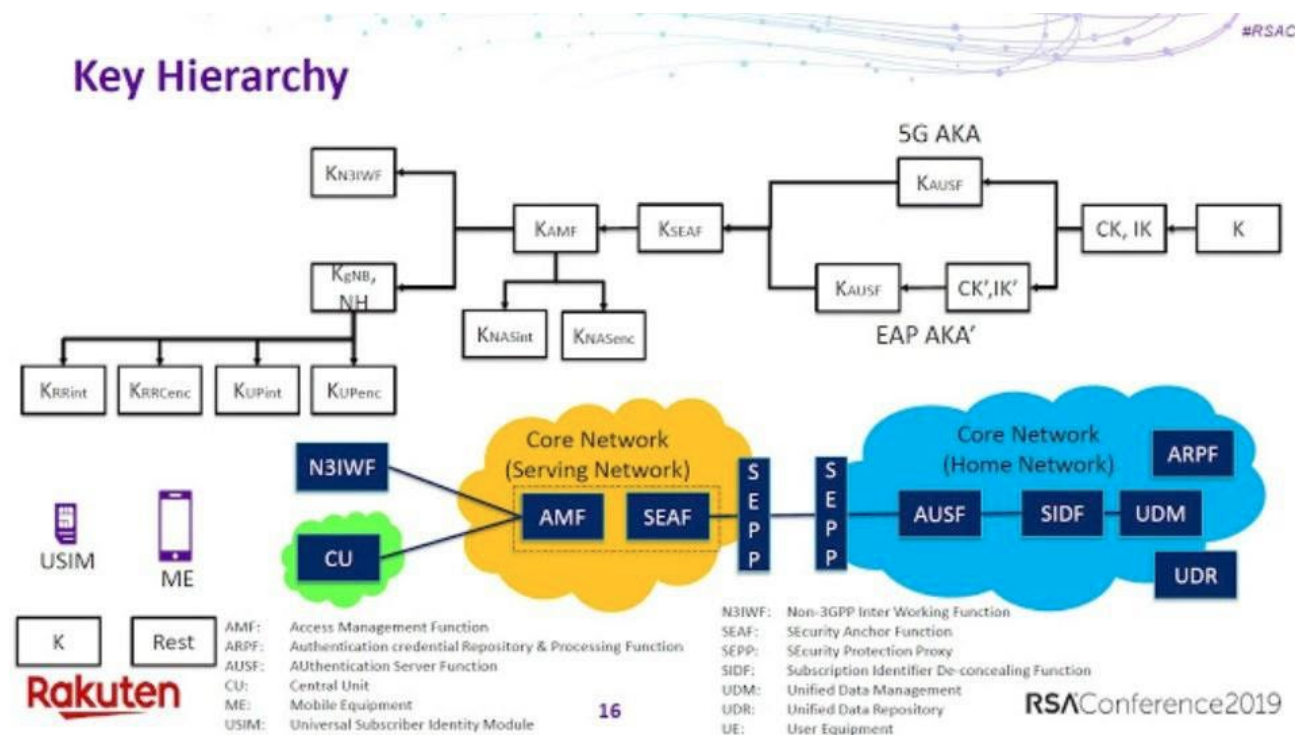 #RSAC
Key Hierarchy
5G AKA
KN3IWF
KAUSF
KAMF
KSEAF
CK, IK
K
KgNB,
NH
KAUSF
CK',IK'
KNASint
KNASenc
EAP AKA'
KRRint
KRRCenc
KUPint
KUPenc
Core Network
(Serving Network)
Core Network
(Home Network)
ARPF
N3IWF
SEPP
SEPP
AMF
SEAF
AUSF
SIDF
UDM
CU
USIM
ME
UDR
K
Rest
AMF: Access Management Function
ARPF: Authentication credential Repository & Processing Function
AUSF: AUthentication Server Function
CU: Central Unit
ME: Mobile Equipment
USIM: Universal Subscriber Identity Module
N3IWF: Non-3GPP Inter Working Function
SEAF: SEcurity Anchor Function
SEPP: SEcurity Protection Proxy
SIDF: Subscription Identifier De-concealing Function
UDM: Unified Data Management
UDR: Unified Data Repository
UE: User Equipment
Rakuten
16
RSAConference2019